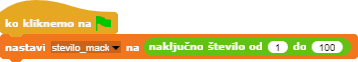 ko kliknemo na
nastavi stevilo_mack na naključno število od 1 do 100